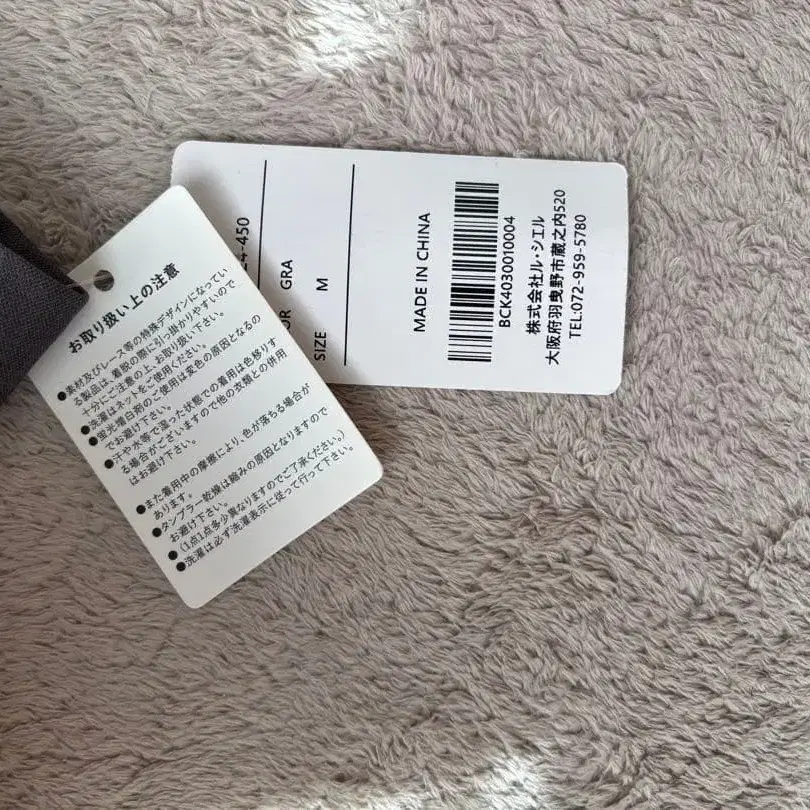 お取り扱い上の注意
●素材及びレース等の特殊デザインになってい
る製品は、着脱の際に引っ掛かりやすいので
十分にご注意の上、お取り扱い下さい。
●洗濯はネットをご使用ください。
●蛍光増白剤のご使用は変色の原因となるの
でお避け下さい。
●汗や水等で湿った状態での着用は色移りす
る場合がございますので他の衣類との併用
はお避け下さい。
●また着用中の摩擦により、色が落ちる場合が
あります。
●タンブラー乾燥は縮みの原因となりますので
お避け下さい。
●(1点1点多少異なりますのでご了承ください。)
●洗濯は必ず洗濯表示に従って行って下さい。
4-450
OR GRA
SIZE M
MADE IN CHINA
BCK4030010004
株式会社ル・シエル
大阪府羽曳野市蔵之内520
TEL:072-959-5780